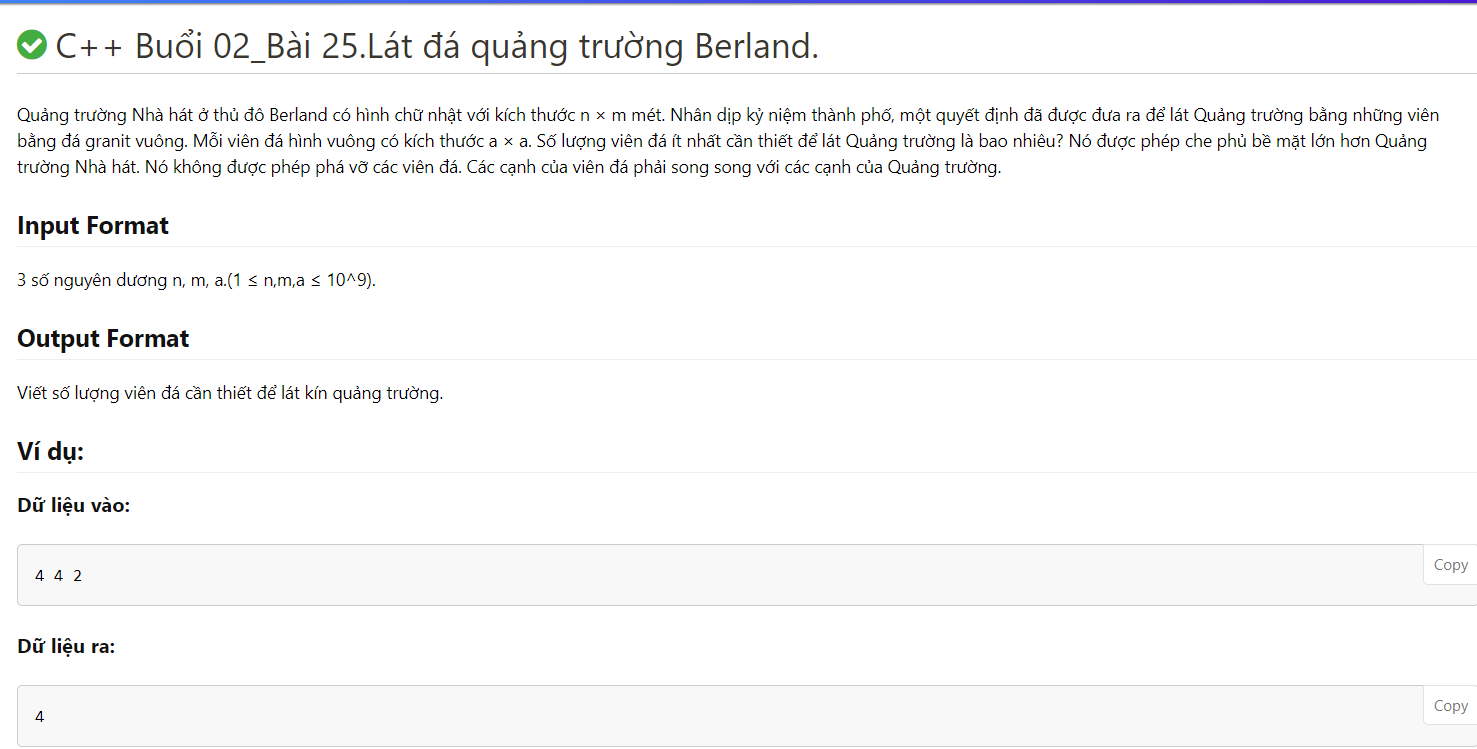 C++ Buổi 02_Bài 25.Lát đá quảng trường Berland.
Quảng trường Nhà hát ở thủ đô Berland có hình chữ nhật với kích thước n × m mét. Nhân dịp kỷ niệm thành phố, một quyết định đã được đưa ra để lát Quảng trường bằng những viên
bằng đá granit vuông. Mỗi viên đá hình vuông có kích thước a × a. Số lượng viên đá ít nhất cần thiết để lát Quảng trường là bao nhiêu? Nó được phép che phủ bề mặt lớn hơn Quảng
trường Nhà hát. Nó không được phép phá vỡ các viên đá. Các cạnh của viên đá phải song song với các cạnh của Quảng trường.
Input Format
3 số nguyên dương n, m, a.(1 ≤ n,m,a ≤ 10^9).
Output Format
Viết số lượng viên đá cần thiết để lát kín quảng trường.
Ví dụ:
Dữ liệu vào:
Copy
4 4 2
Dữ liệu ra:
Copy
4